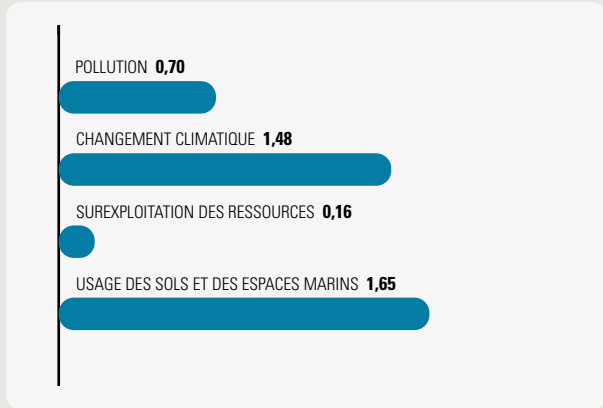 POLLUTION 0,70
CHANGEMENT CLIMATIQUE 1,48
SUREXPLOITATION DES RESSOURCES 0,16
USAGE DES SOLS ET DES ESPACES MARINS 1,65